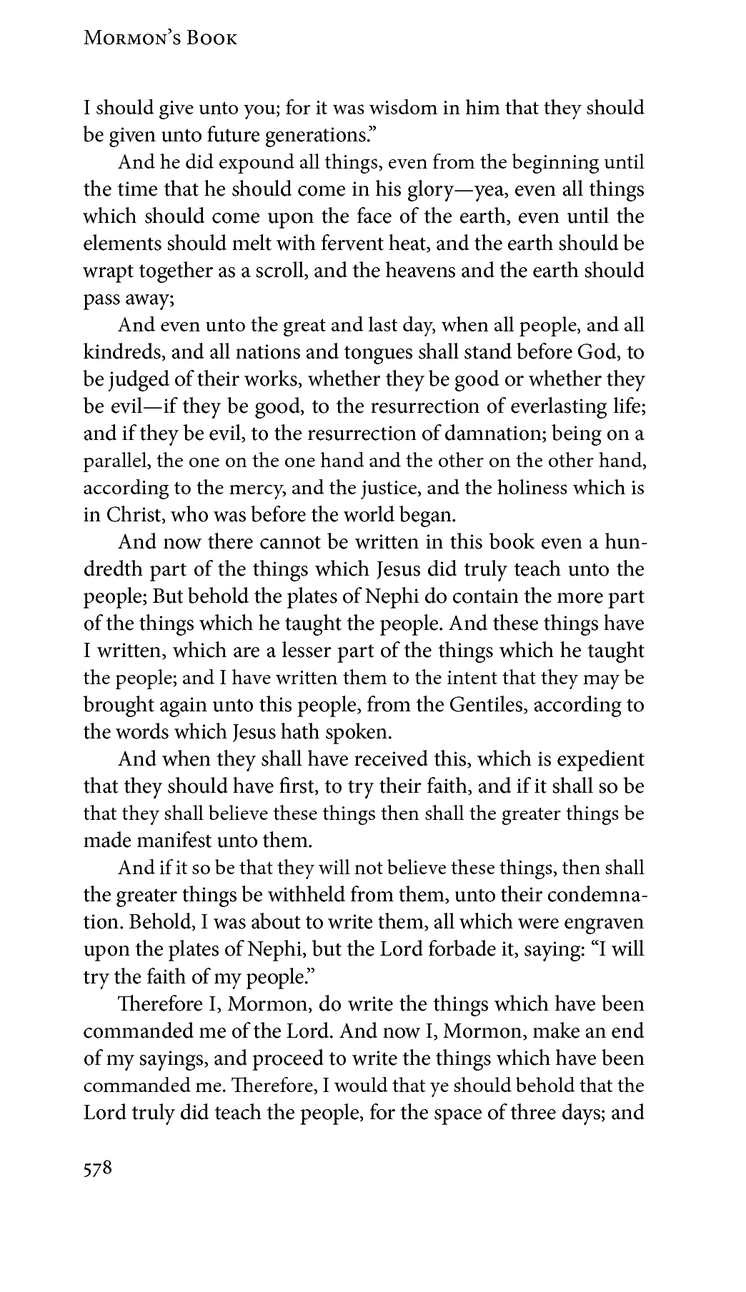 Mormon's Book
I should give unto you; for it was wisdom in him that they should
be given unto future generations.”
And he did expound all things, even from the beginning until
the time that he should come in his glory—yea, even all things
which should come upon the face of the earth, even until the
elements should melt with fervent heat, and the earth should be
wrapt together as a scroll, and the heavens and the earth should
pass away;
And even unto the great and last day, when all people, and all
kindreds, and all nations and tongues shall stand before God, to
be judged of their works, whether they be good or whether they
be evil—if they be good, to the resurrection of everlasting life;
and if they be evil, to the resurrection of damnation; being on a
parallel, the one on the one hand and the other on the other hand,
according to the mercy, and the justice, and the holiness which is
in Christ, who was before the world began.
And now there cannot be written in this book even a hun-
dredth part of the things which Jesus did truly teach unto the
people; But behold the plates of Nephi do contain the more part
of the things which he taught the people. And these things have
I written, which are a lesser part of the things which he taught
the people; and I have written them to the intent that they may be
brought again unto this people, from the Gentiles, according to
the words which Jesus hath spoken.
And when they shall have received this, which is expedient
that they should have first, to try their faith, and if it shall so be
that they shall believe these things then shall the greater things be
made manifest unto them.
And if it so be that they will not believe these things, then shall
the greater things be withheld from them, unto their condemna-
tion. Behold, I was about to write them, all which were engraven
upon the plates of Nephi, but the Lord forbade it, saying: “I will
try the faith of my people.”
Therefore I, Mormon, do write the things which have been
commanded me of the Lord. And now I, Mormon, make an end
of my sayings, and proceed to write the things which have been
commanded me. Therefore, I would that ye should behold that the
Lord truly did teach the people, for the space of three days; and
578